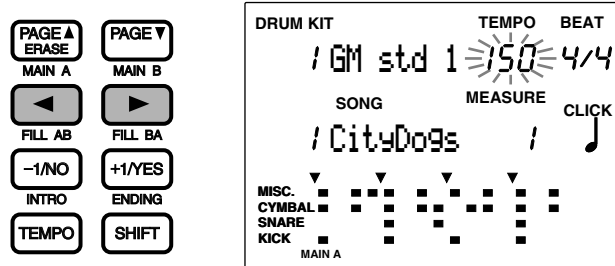 PAGE▲
ERASE
PAGE▼
MAIN A
MAIN B
◄
►
FILL AB
FILL BA
−1/NO
+1/YES
INTRO
ENDING
TEMPO
SHIFT
DRUM KIT
TEMPO
BEAT
1 GM std 1
150
4/4
SONG
MEASURE
CLICK
1 CityDogs
1
MISC.
CYMBAL
SNARE
KICK
MAIN A